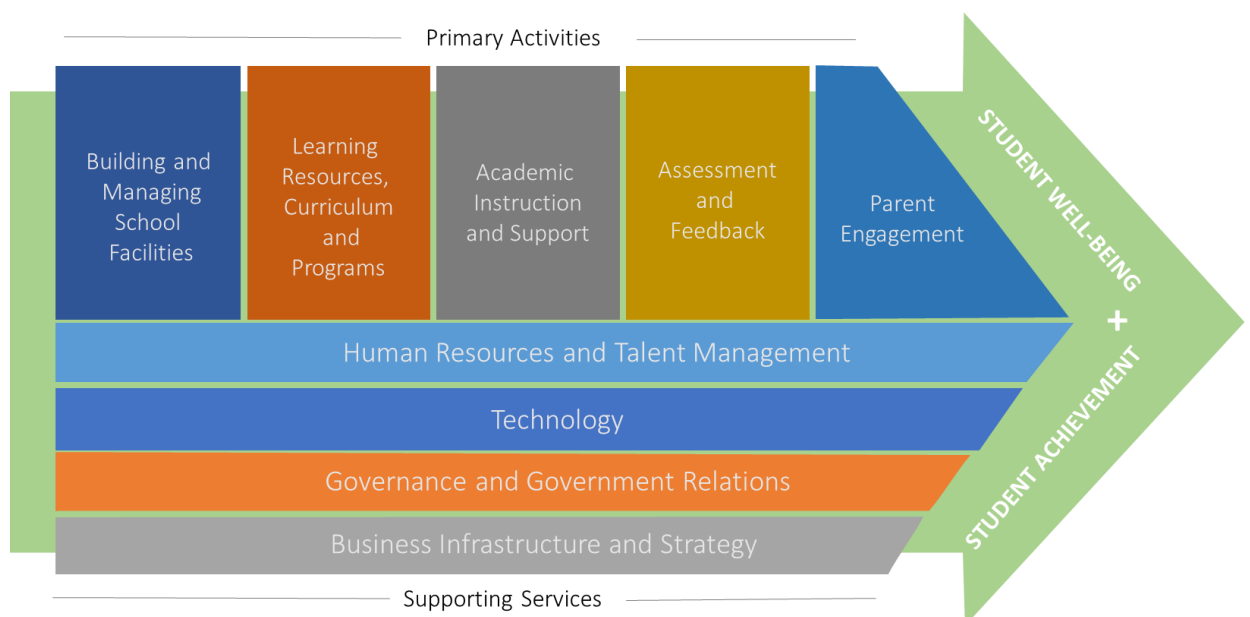 Primary Activities
Building and
Managing
School
Facilities
Learning
Resources,
Curriculum
and
Programs
Academic
Instruction
and Support
Assessment
and
Feedback
Parent
Engagement
STUDENT WELL-BEING
+
STUDENT ACHIEVEMENT
Human Resources and Talent Management
Technology
Governance and Government Relations
Business Infrastructure and Strategy
Supporting Services